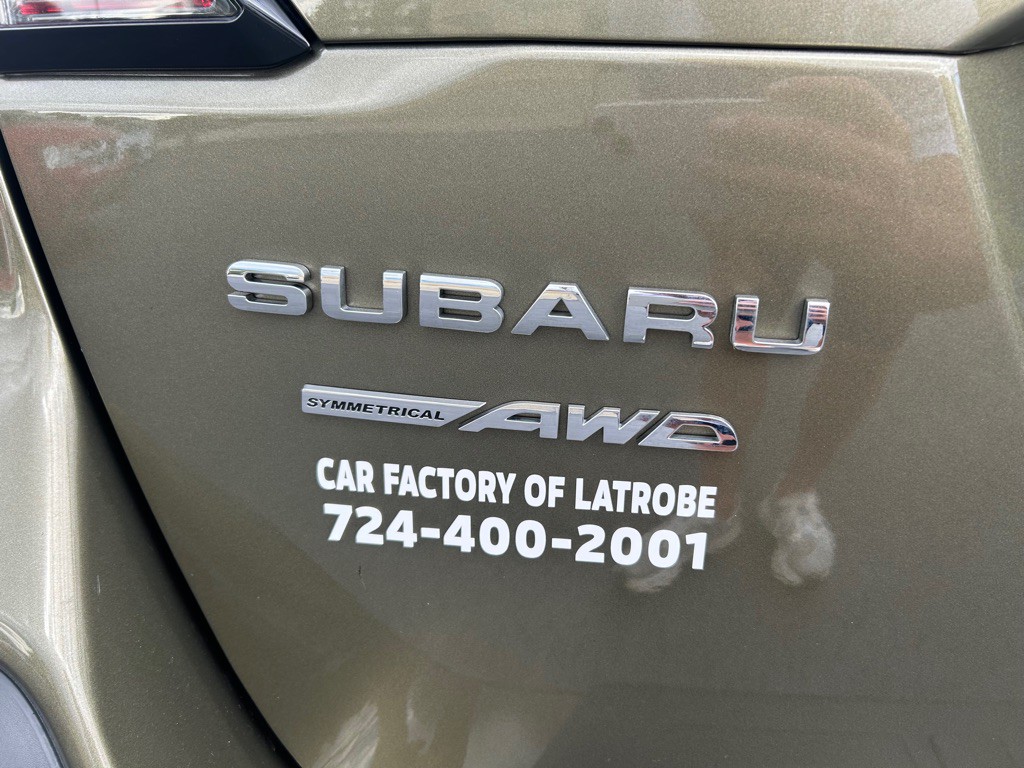 SUBARU
SYMMETRICAL AWD
CAR FACTORY OF LATROBE
724-400-2001